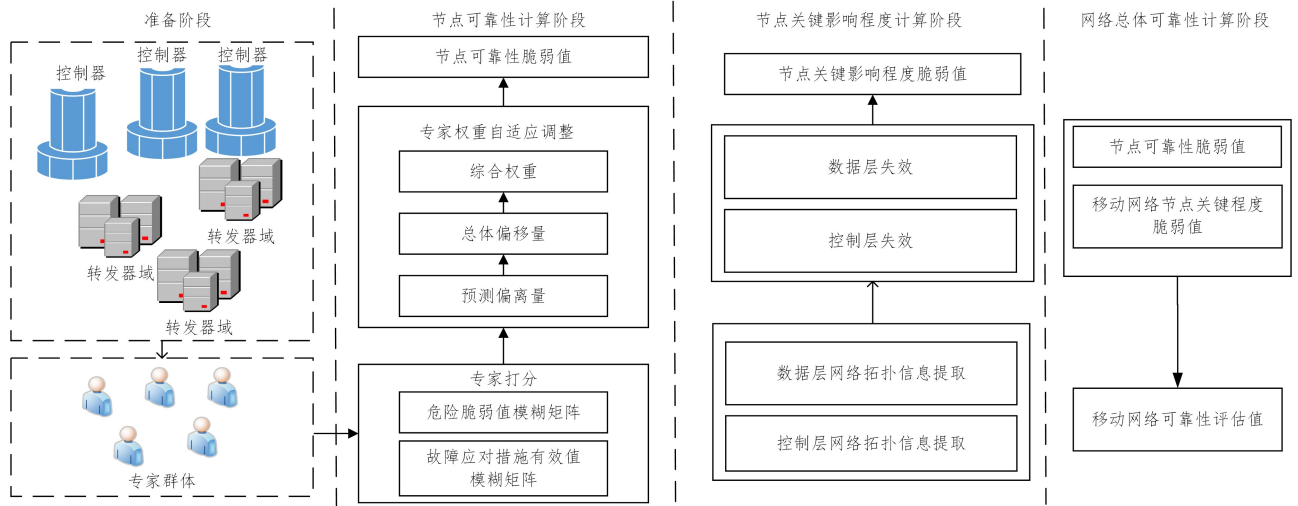 准备阶段
控制器
控制器
控制器
转发器域
转发器域
转发器域
专家群体
节点可靠性计算阶段
节点可靠性脆弱值
专家权重自适应调整
综合权重
总体偏移量
预测偏离量
专家打分
危险脆弱值模糊矩阵
故障应对措施有效值
模糊矩阵
节点关键影响程度计算阶段
节点关键影响程度脆弱值
数据层失效
控制层失效
数据层网络拓扑信息提取
控制层网络拓扑信息提取
网络总体可靠性计算阶段
节点可靠性脆弱值
移动网络节点关键程度
脆弱值
移动网络可靠性评估值